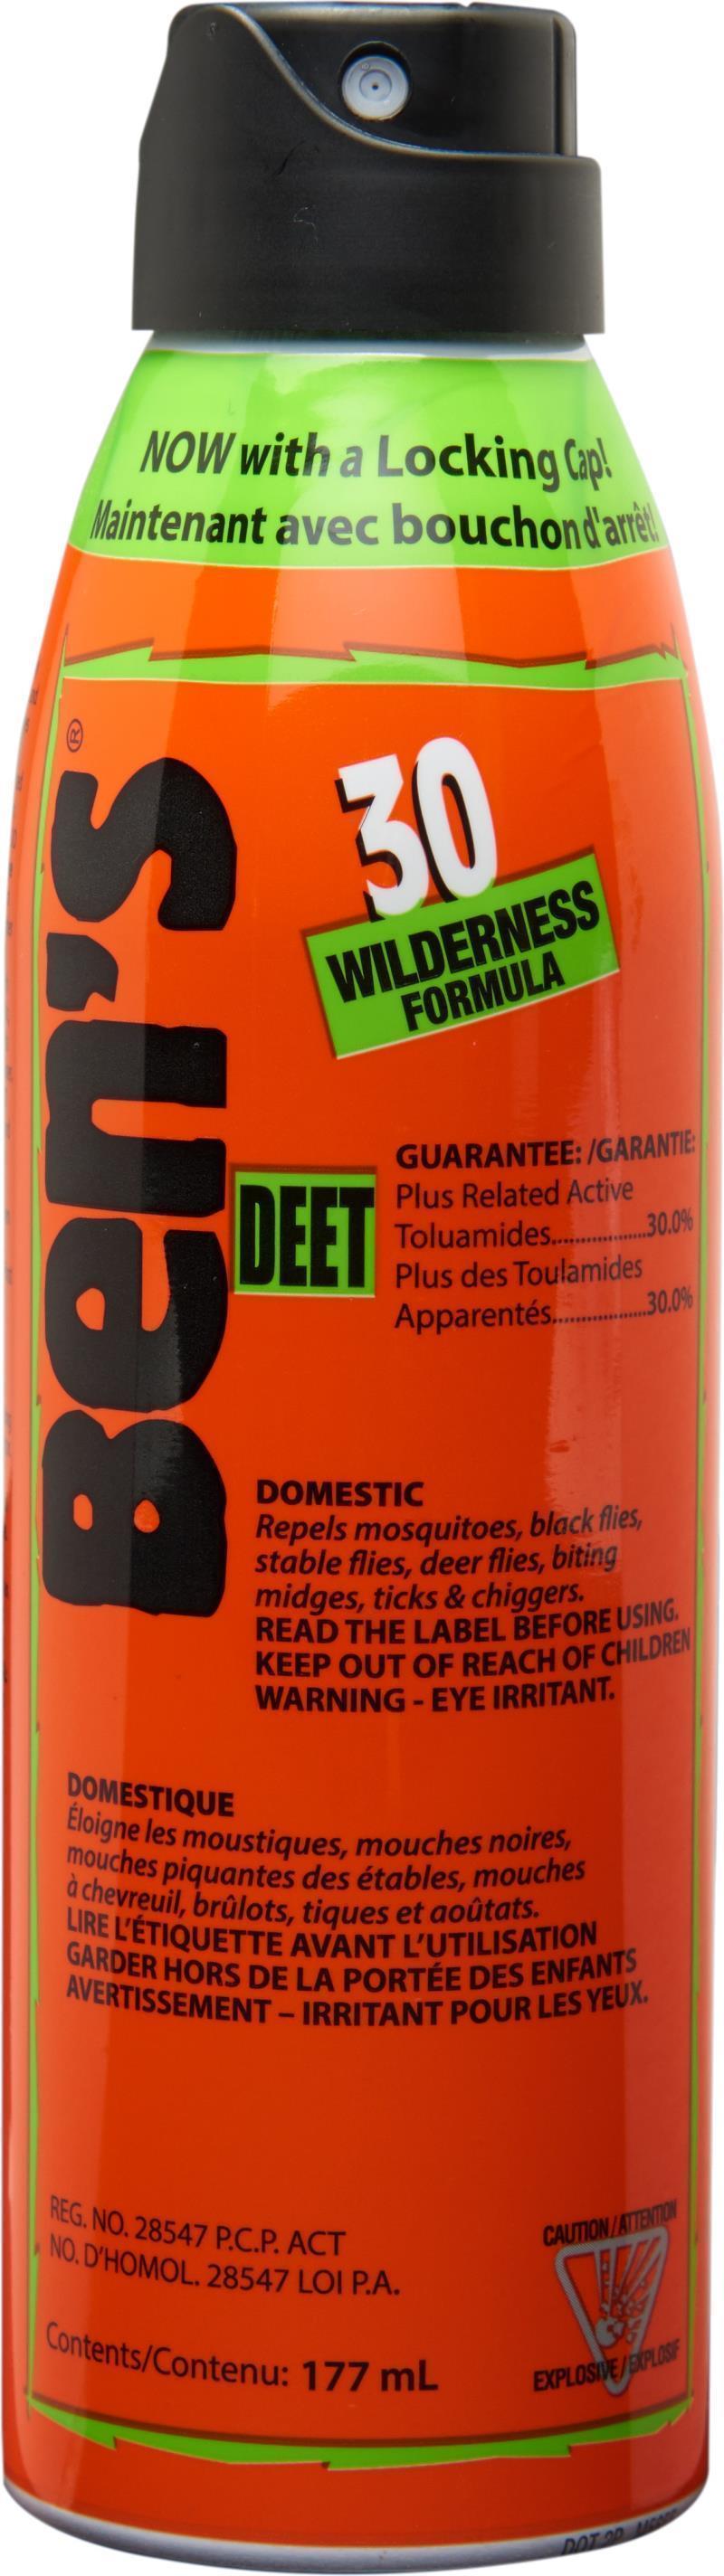 NOW with a Locking Cap!
Maintenant avec bouchon d'arrêt!
Ben's®
30
WILDERNESS
FORMULA
DEET
GUARANTEE: /GARANTIE:
Plus Related Active
Toluamides..................30.0%
Plus des Toulamides
Apparentés..................30.0%
DOMESTIC
Repels mosquitoes, black flies,
stable flies, deer flies, biting
midges, ticks & chiggers.
READ THE LABEL BEFORE USING.
KEEP OUT OF REACH OF CHILDREN
WARNING - EYE IRRITANT.
DOMESTIQUE
Éloigne les moustiques, mouches noires,
mouches piquantes des étables, mouches
à chevreuil, brûlots, tiques et aoûtats.
LIRE L'ÉTIQUETTE AVANT L'UTILISATION
GARDER HORS DE LA PORTÉE DES ENFANTS
AVERTISSEMENT – IRRITANT POUR LES YEUX.
REG. NO. 28547 P.C.P. ACT
NO. D'HOMOL. 28547 LOI P.A.
Contents/Contenu: 177 mL
CAUTION / ATTENTION
EXPLOSIVE / EXPLOSIF
DOT 2P